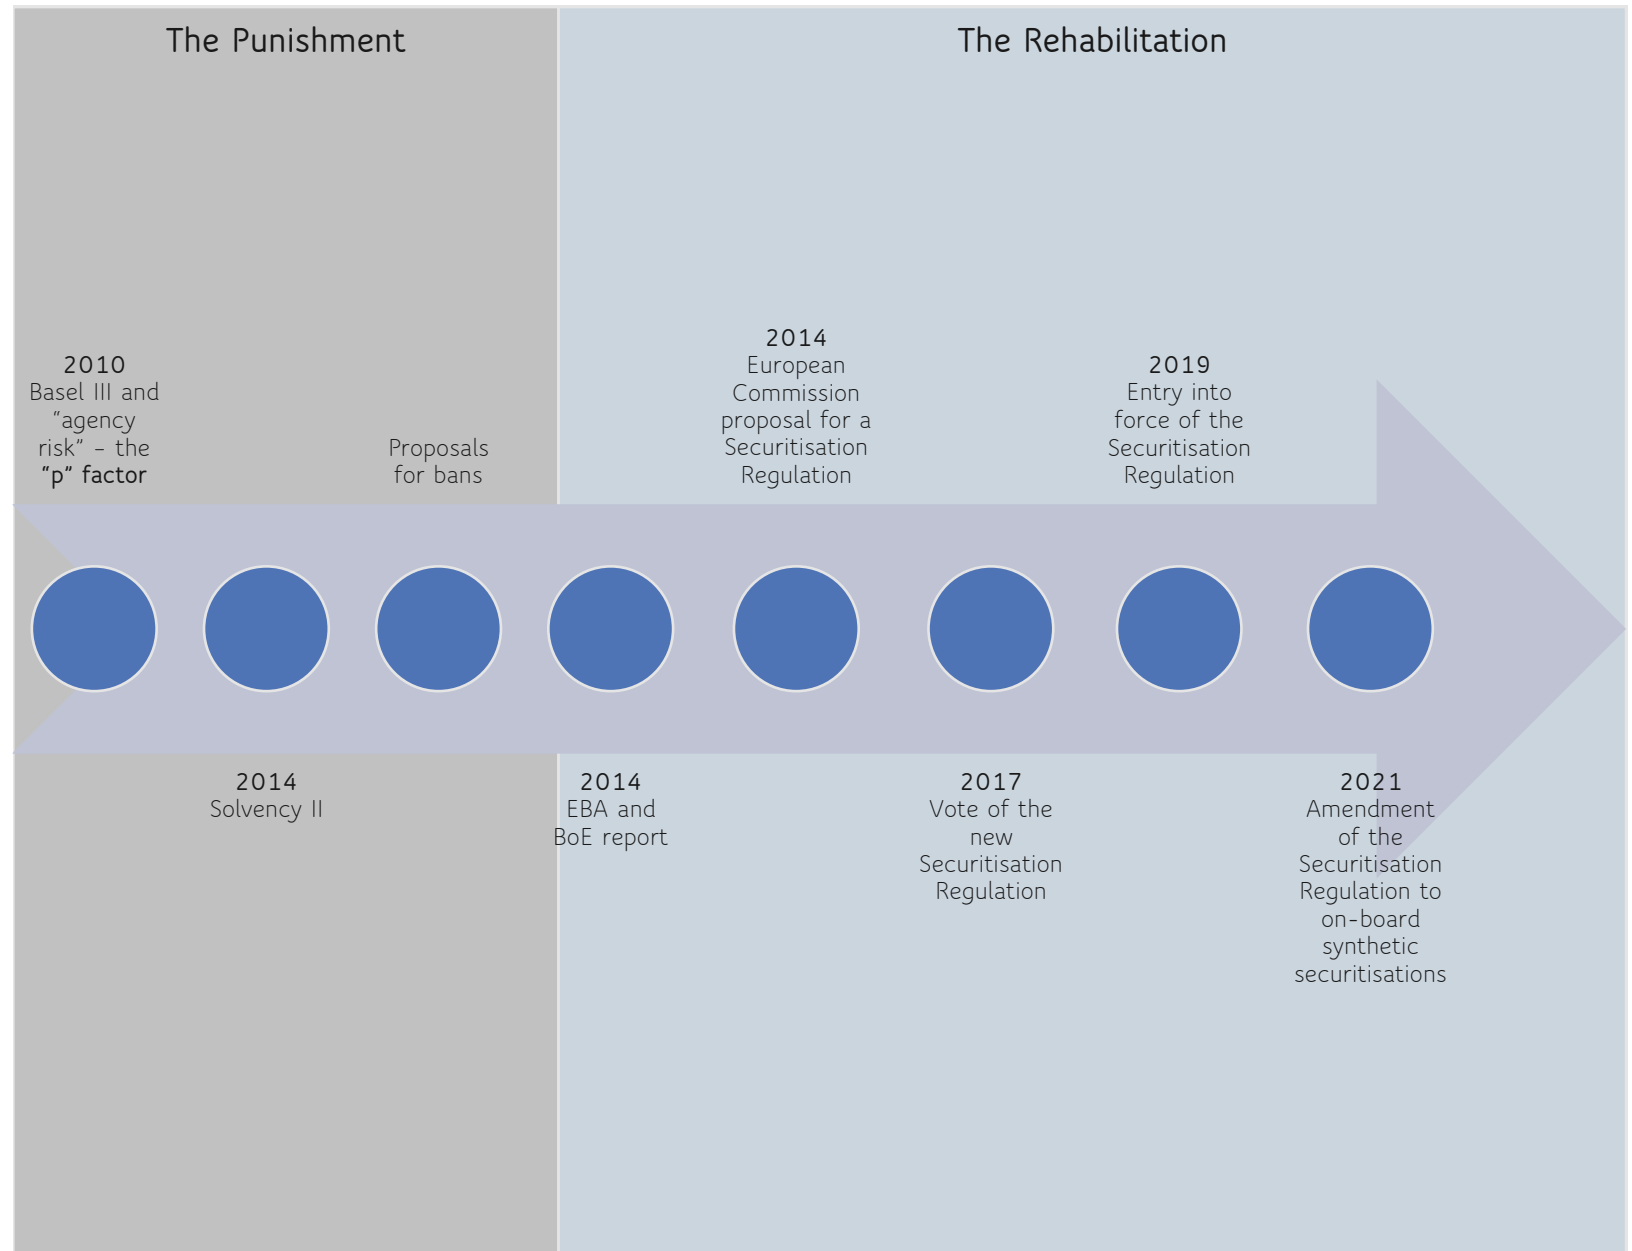 The Punishment
The Rehabilitation
2010
Basel III and
“agency
risk” – the
“p” factor
Proposals
for bans
2014
European
Commission
proposal for a
Securitisation
Regulation
2019
Entry into
force of the
Securitisation
Regulation
2014
Solvency II
2014
EBA and
BoE report
2017
Vote of the
new
Securitisation
Regulation
2021
Amendment
of the
Securitisation
Regulation to
on-board
synthetic
securitisations